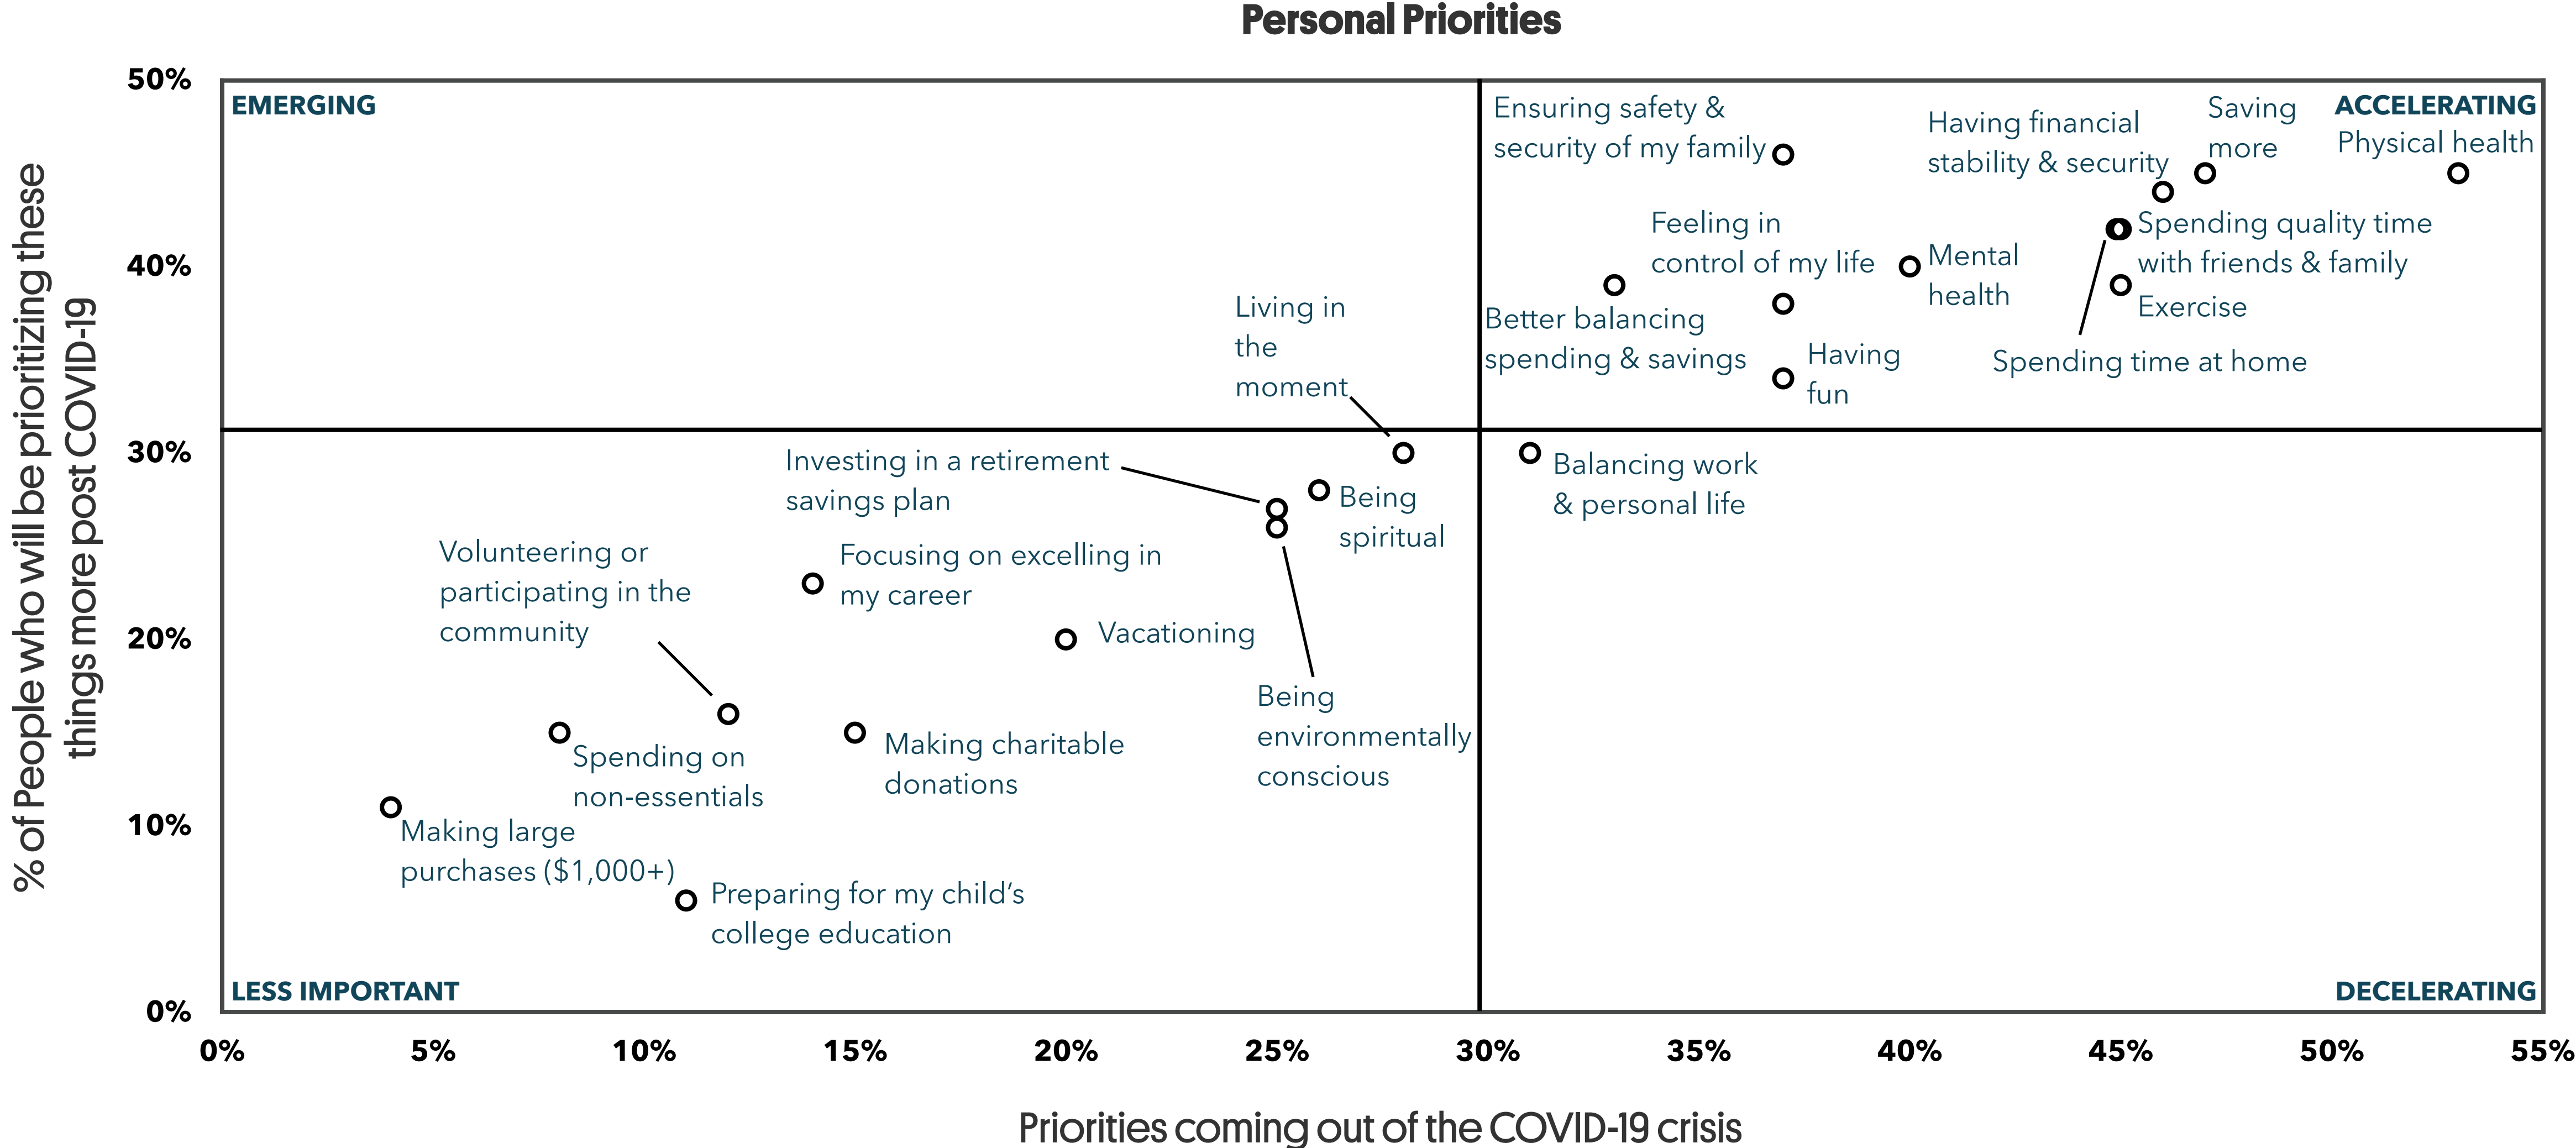 Personal Priorities
50%
40%
30%
20%
10%
0%
% of People who will be prioritizing these
things more post COVID-19
EMERGING
ACCELERATING
Ensuring safety &
security of my family
Having financial
stability & security
Saving
more
Physical health
Feeling in
control of my life
Mental
health
Spending quality time
with friends & family
Exercise
Better balancing
spending & savings
Having
fun
Spending time at home
Living in
the
moment
Investing in a retirement
savings plan
Being
spiritual
Balancing work
& personal life
Volunteering or
participating in the
community
Focusing on excelling in
my career
Vacationing
Being
environmentally
conscious
Spending on
non-essentials
Making charitable
donations
Making large
purchases ($1,000+)
Preparing for my child's
college education
LESS IMPORTANT
DECELERATING
0%
5%
10%
15%
20%
25%
30%
35%
40%
45%
50%
55%
Priorities coming out of the COVID-19 crisis